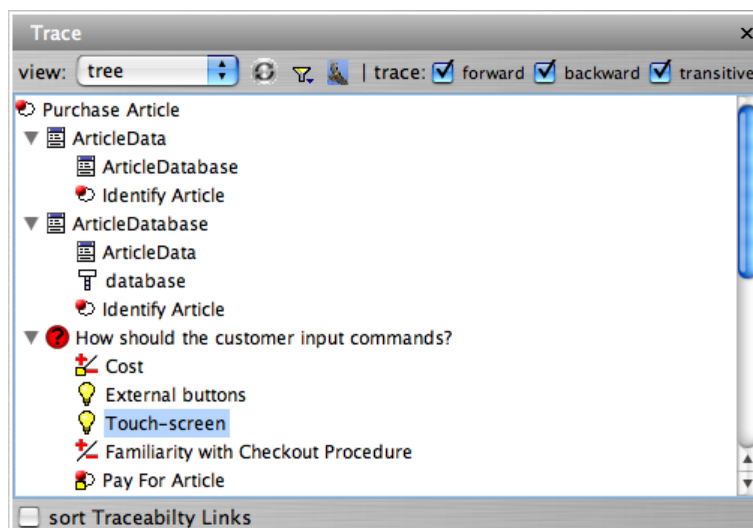 Trace
view: tree | trace: forward backward transitive
Purchase Article
ArticleData
ArticleDatabase
Identify Article
ArticleDatabase
ArticleData
database
Identify Article
How should the customer input commands?
Cost
External buttons
Touch-screen
Familiarity with Checkout Procedure
Pay For Article
sort Traceabilty Links